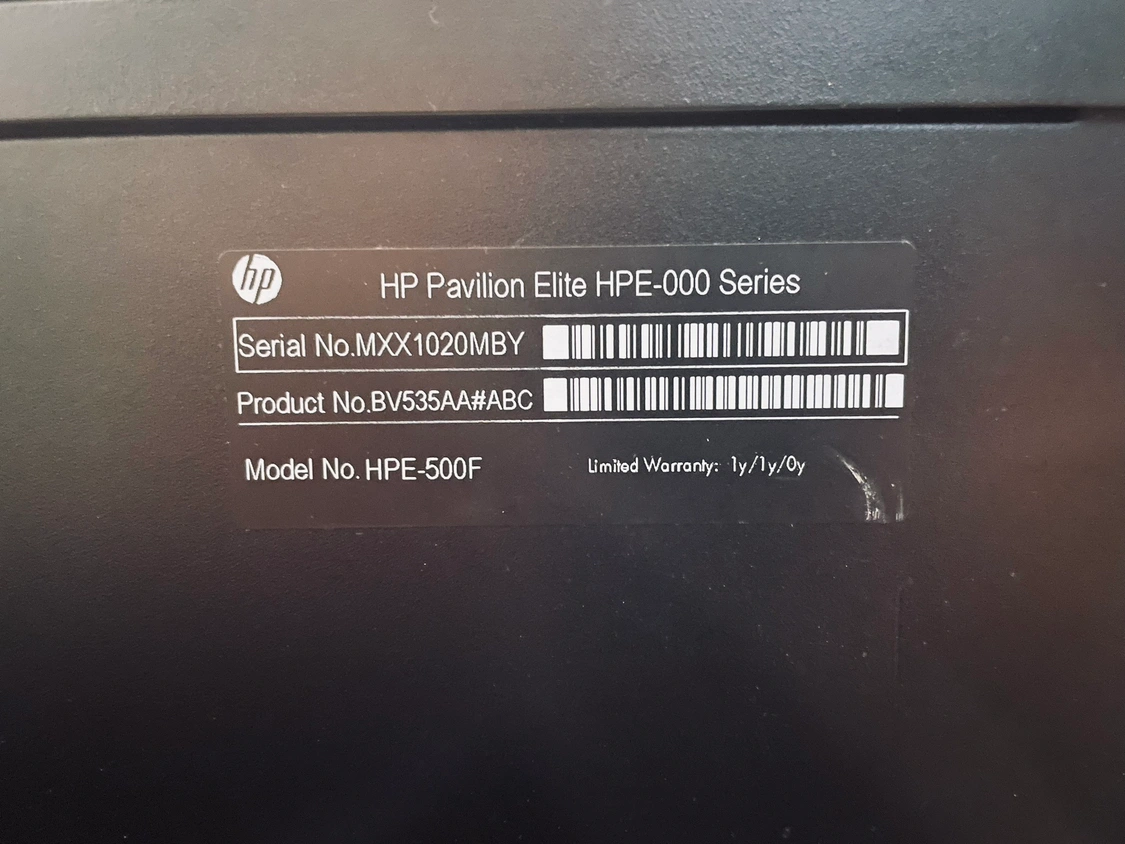 hp
HP Pavilion Elite HPE-000 Series
Serial No.MXX1020MBY
Product No.BV535AA#ABC
Model No. HPE-500F Limited Warranty: 1y/1y/0y